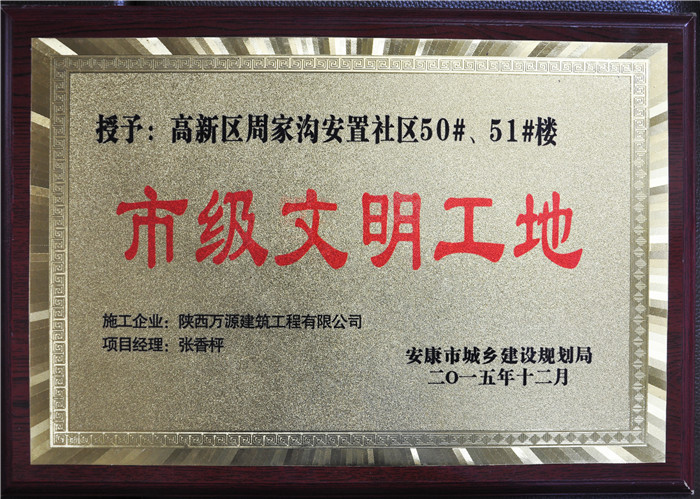 授予：高新区周家沟安置社区50#、51#楼
市级文明工地
施工企业：陕西万源建筑工程有限公司
项目经理：张香枰
安康市城乡建设规划局
二〇一五年十二月